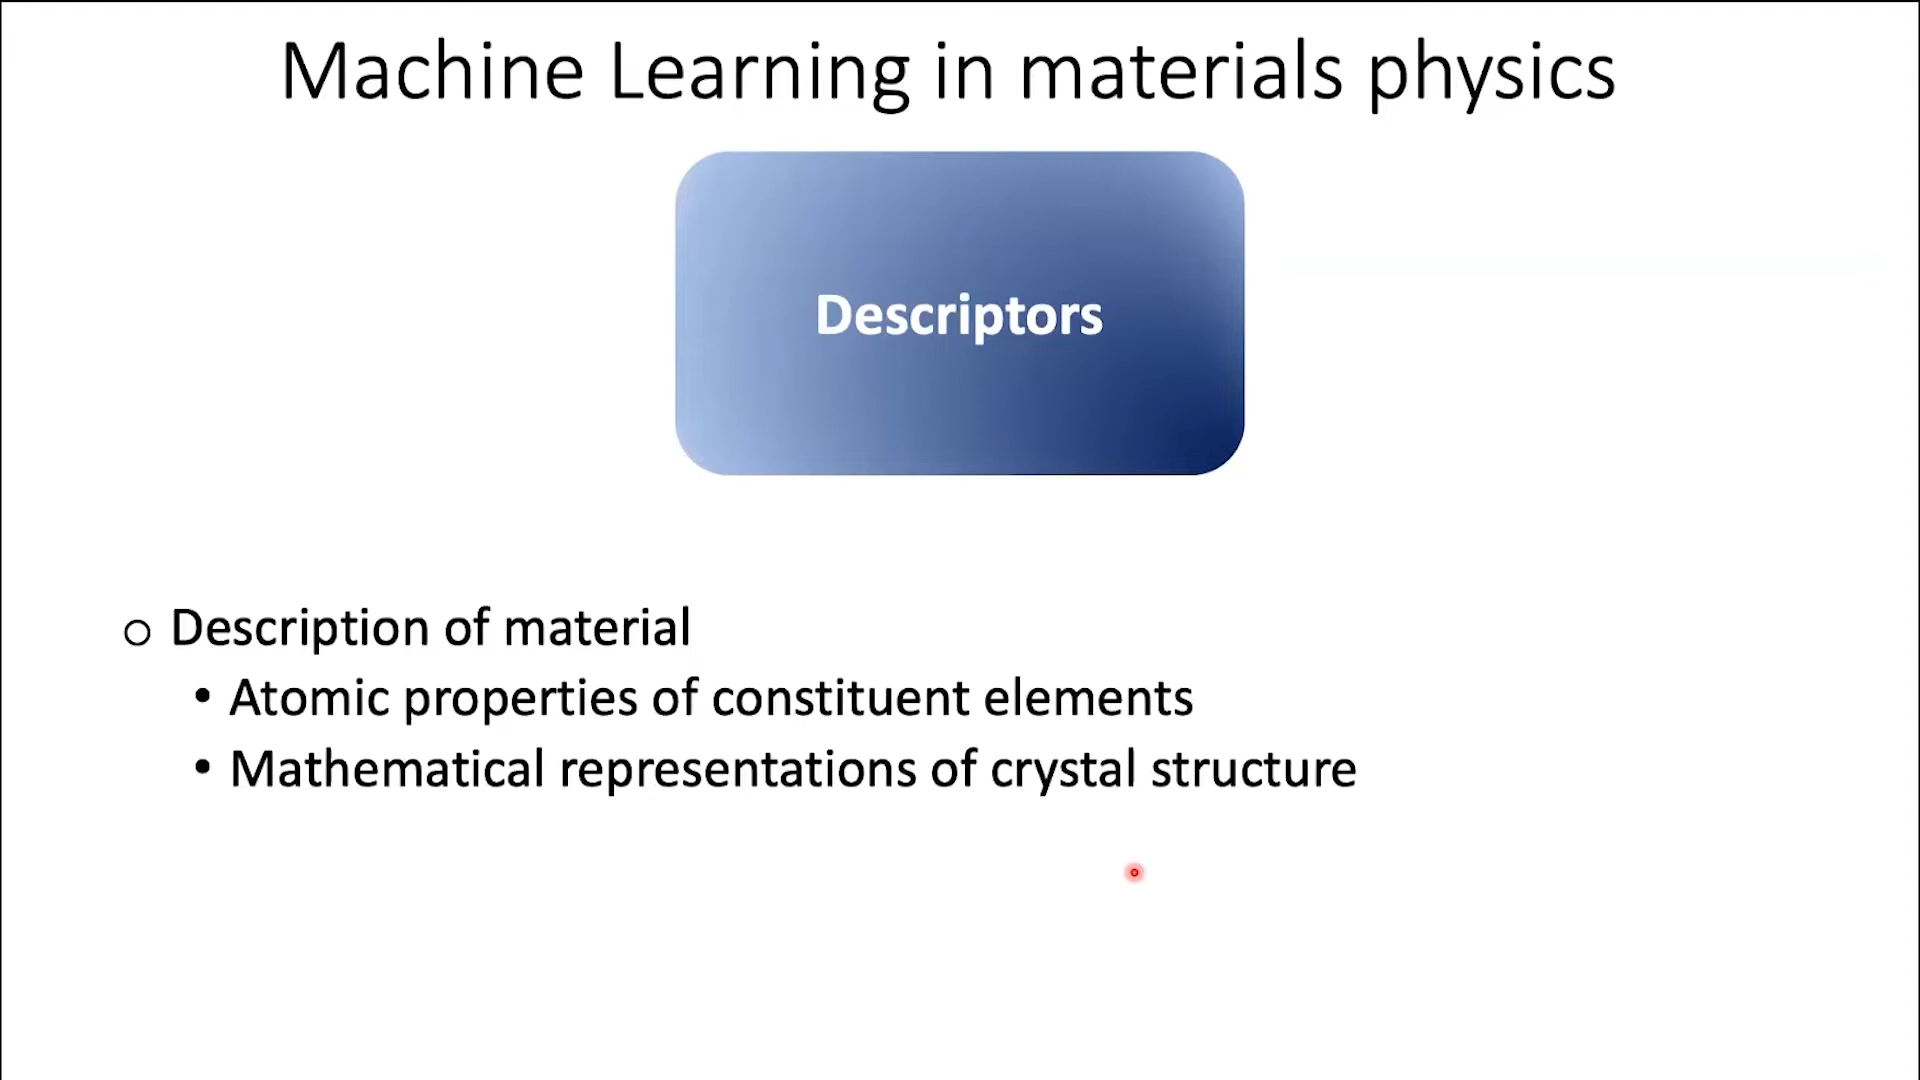 Machine Learning in materials physics
Descriptors
○ Description of material
• Atomic properties of constituent elements
• Mathematical representations of crystal structure